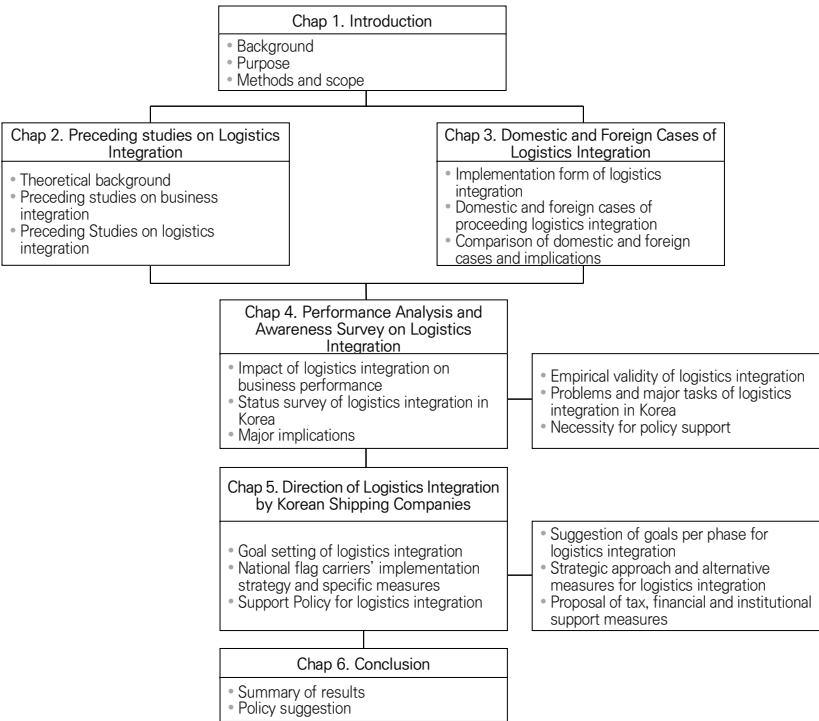 Chap 1. Introduction
• Background
• Purpose
• Methods and scope
Chap 2. Preceding studies on Logistics
Integration
• Theoretical background
• Preceding studies on business
integration
• Preceding Studies on logistics
integration
Chap 3. Domestic and Foreign Cases of
Logistics Integration
• Implementation form of logistics
integration
• Domestic and foreign cases of
proceeding logistics integration
• Comparison of domestic and foreign
cases and implications
Chap 4. Performance Analysis and
Awareness Survey on Logistics
Integration
• Impact of logistics integration on
business performance
• Status survey of logistics integration in
Korea
• Major implications
• Empirical validity of logistics integration
• Problems and major tasks of logistics
integration in Korea
• Necessity for policy support
Chap 5. Direction of Logistics Integration
by Korean Shipping Companies
• Goal setting of logistics integration
• National flag carriers’ implementation
strategy and specific measures
• Support Policy for logistics integration
• Suggestion of goals per phase for
logistics integration
• Strategic approach and alternative
measures for logistics integration
• Proposal of tax, financial and institutional
support measures
Chap 6. Conclusion
• Summary of results
• Policy suggestion